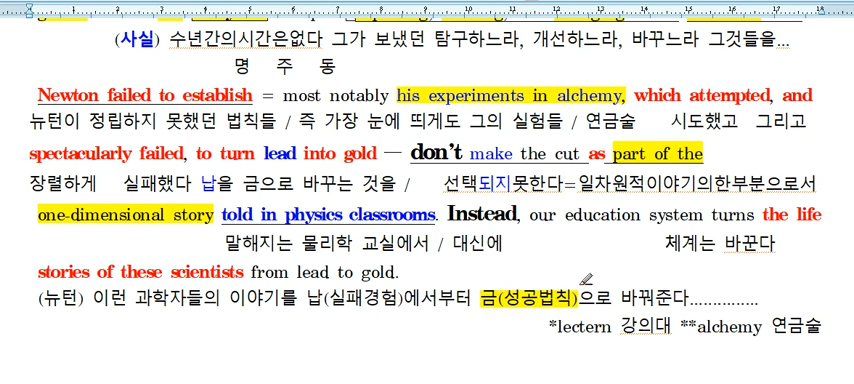 (사실) 수년간의시간은없다 그가 보냈던 탐구하느라, 개선하느라, 바꾸느라 그것들을...
명 주 동
Newton failed to establish = most notably his experiments in alchemy, which attempted, and
뉴턴이 정립하지 못했던 법칙들 / 즉 가장 눈에 띄게도 그의 실험들 / 연금술 시도했고 그리고
spectacularly failed, to turn lead into gold — don't make the cut as part of the
장렬하게 실패했다 납을 금으로 바꾸는 것을 / 선택되지못한다=일차원적이야기의한부분으로서
one-dimensional story told in physics classrooms. Instead, our education system turns the life
말해지는 물리학 교실에서 / 대신에 체계는 바꾼다
stories of these scientists from lead to gold.
(뉴턴) 이런 과학자들의 이야기를 납(실패경험)에서부터 금(성공법칙)으로 바꿔준다...............
*lectern 강의대 **alchemy 연금술